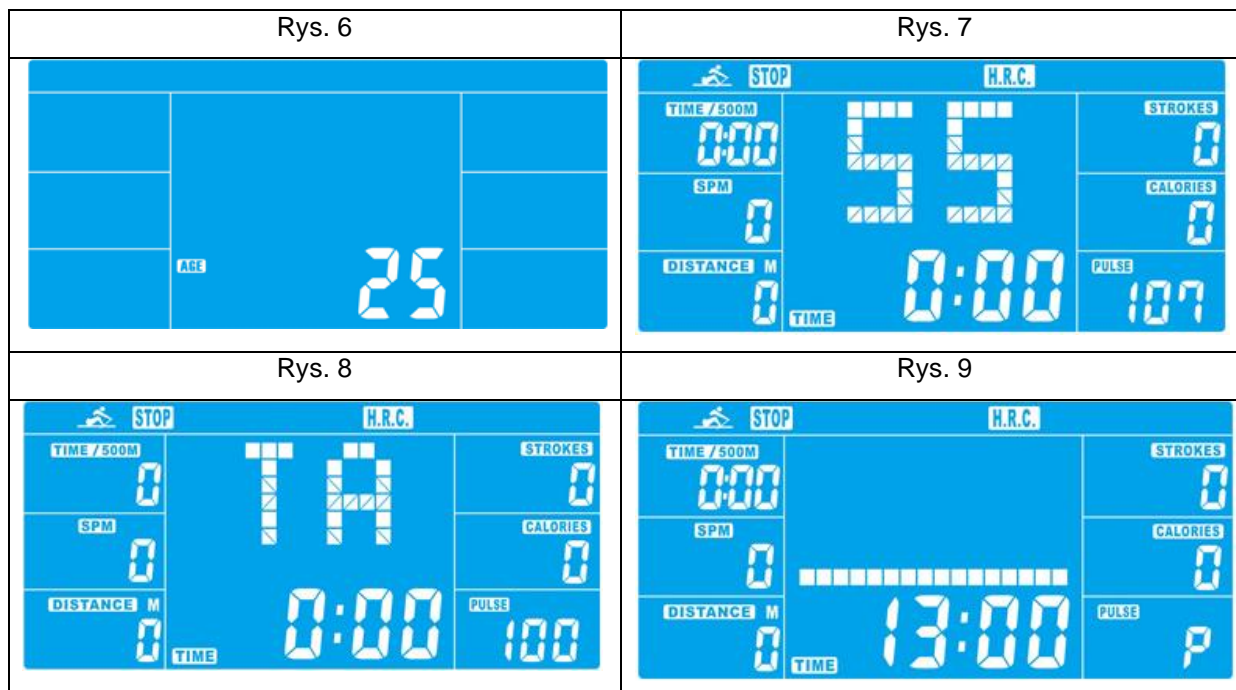 Rys. 6
AGE 25
Rys. 7
STOP H.R.C.
TIME / 500M 0:00
SPM 0
DISTANCE M 0
55
TIME 0:00
STROKES 0
CALORIES 0
PULSE 107
Rys. 8
STOP H.R.C.
TIME / 500M 0
SPM 0
DISTANCE M 0
TA
TIME 0:00
STROKES 0
CALORIES 0
PULSE 100
Rys. 9
STOP H.R.C.
TIME / 500M 0:00
SPM 0
DISTANCE M 0
TIME 13:00
STROKES 0
CALORIES 0
PULSE P